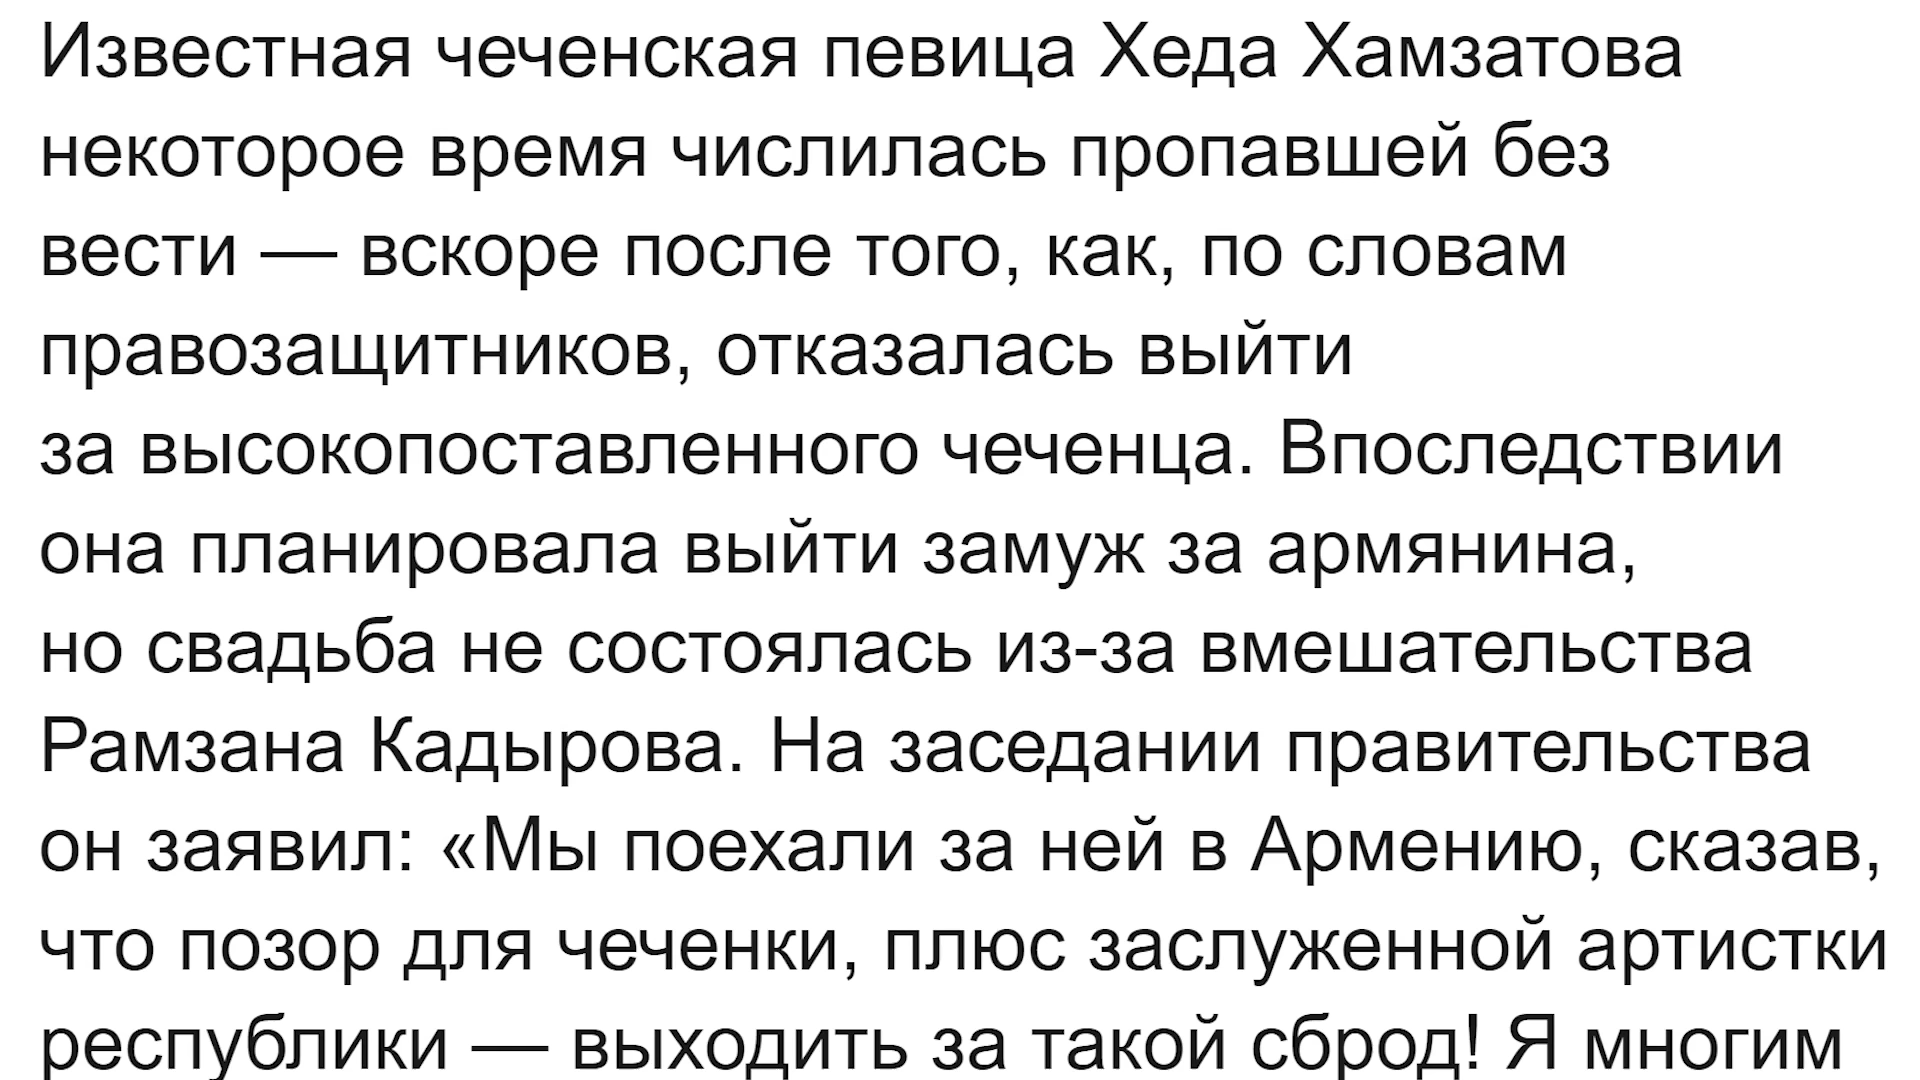 Известная чеченская певица Хеда Хамзатова
некоторое время числилась пропавшей без
вести — вскоре после того, как, по словам
правозащитников, отказалась выйти
за высокопоставленного чеченца. Впоследствии
она планировала выйти замуж за армянина,
но свадьба не состоялась из-за вмешательства
Рамзана Кадырова. На заседании правительства
он заявил: «Мы поехали за ней в Армению, сказав,
что позор для чеченки, плюс заслуженной артистки
республики — выходить за такой сброд! Я многим